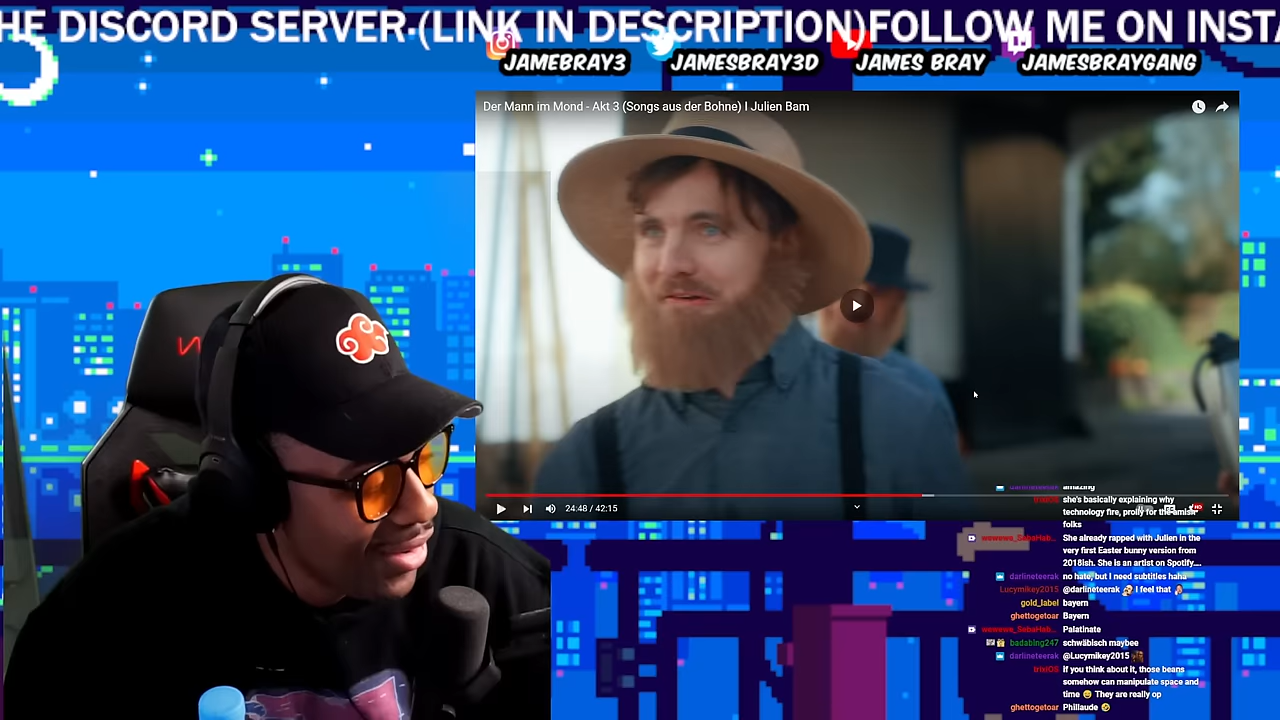 HE DISCORD SERVER (LINK IN DESCRIPTION)FOLLOW ME ON INSTA
JAMEBRAY3
JAMESBRAY3D
JAMES BRAY
JAMESBRAYGANG
Der Mann im Mond - Akt 3 (Songs aus der Bohne) I Julien Bam
24:48 / 42:15
amazing
trixiOS she's basically explaining why
technology fire, prolly for the amish
folks
She already rapped with Julien in the
very first Easter bunny version from
2018ish. She is an artist on Spotify....
darlineteerak no hate, but I need subtitles haha
Lucymikey2015 @darlineteerak I feel that
gold_label bayern
ghettogetoar Bayern
Palatinate
badabing247 schwäbisch maybee
darlineteerak @Lucymikey2015
trixiOS if you think about it, those beans
somehow can manipulate space and
time They are really op
ghettogetoar Phillaude